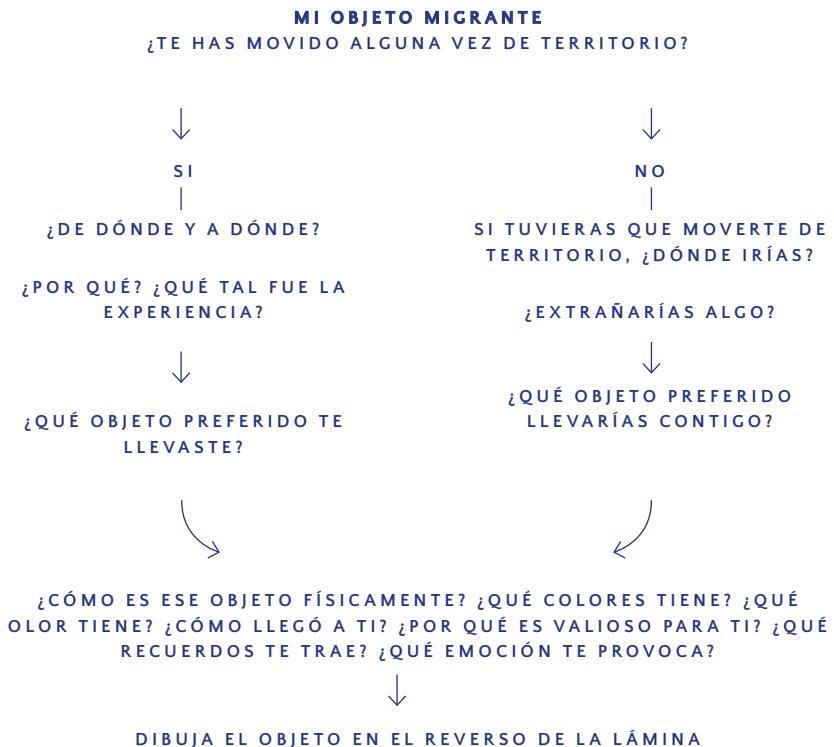 MI OBJETO MIGRANTE
¿TE HAS MOVIDO ALGUNA VEZ DE TERRITORIO?
SI
¿DE DÓNDE Y A DÓNDE?
¿POR QUÉ? ¿QUÉ TAL FUE LA
EXPERIENCIA?
¿QUÉ OBJETO PREFERIDO TE
LLEVASTE?
NO
SI TUVIERAS QUE MOVERTE DE
TERRITORIO, ¿DÓNDE IRÍAS?
¿EXTRAÑARÍAS ALGO?
¿QUÉ OBJETO PREFERIDO
LLEVARÍAS CONTIGO?
¿CÓMO ES ESE OBJETO FÍSICAMENTE? ¿QUÉ COLORES TIENE? ¿QUÉ
OLOR TIENE? ¿CÓMO LLEGÓ A TI? ¿POR QUÉ ES VALIOSO PARA TI? ¿QUÉ
RECUERDOS TE TRAE? ¿QUÉ EMOCIÓN TE PROVOCA?
DIBUJA EL OBJETO EN EL REVERSO DE LA LÁMINA